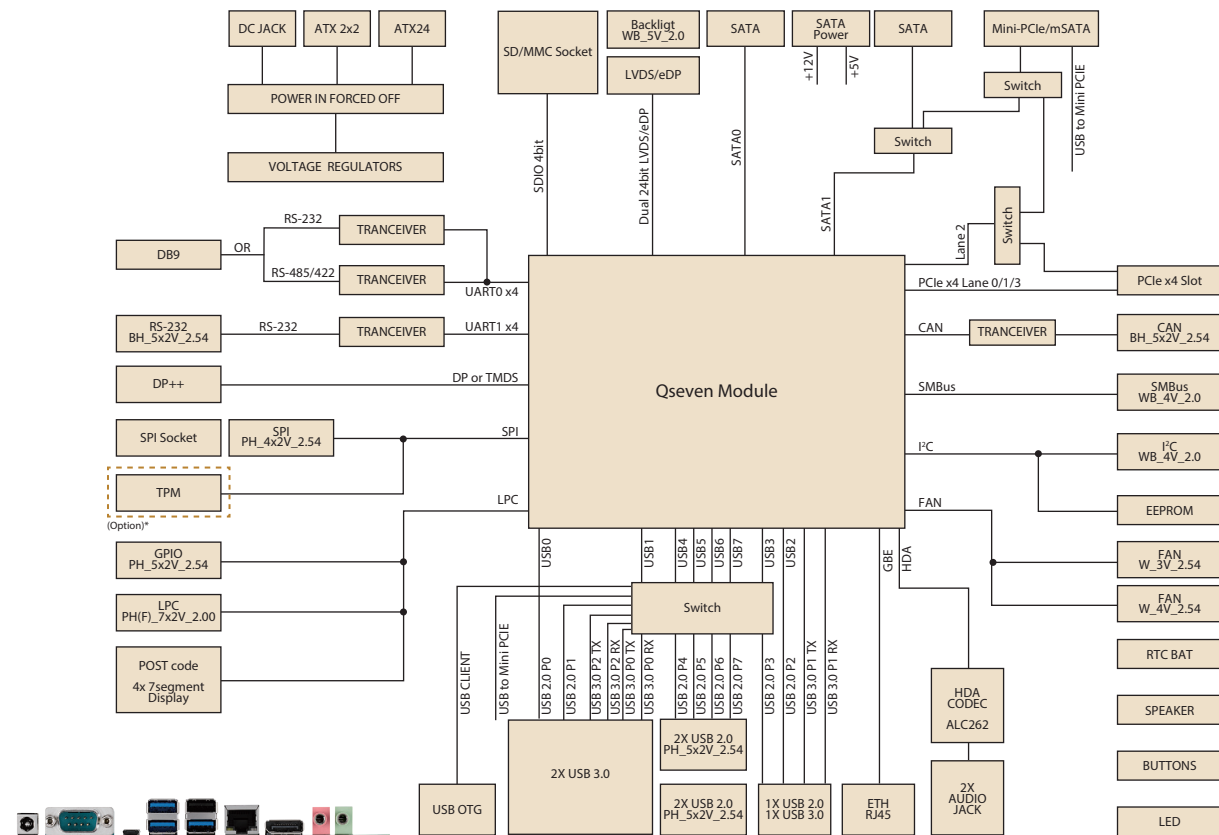 DC JACK
ATX 2x2
ATX24
POWER IN FORCED OFF
VOLTAGE REGULATORS
SD/MMC Socket
SDIO 4bit
Backligt
WB_5V_2.0
LVDS/eDP
Dual 24bit LVDS/eDP
SATA
SATA0
SATA
Power
+12V
+5V
SATA
Switch
SATA1
Mini-PCIe/mSATA
Switch
USB to Mini PCIE
Switch
Lane 2
DB9
OR
RS-232
TRANCEIVER
RS-485/422
TRANCEIVER
UART0 x4
RS-232
BH_5x2V_2.54
RS-232
TRANCEIVER
UART1 x4
DP++
DP or TMDS
SPI Socket
SPI
PH_4x2V_2.54
SPI
TPM
(Option)*
LPC
GPIO
PH_5x2V_2.54
LPC
PH(F)_7x2V_2.00
POST code
4x 7segment
Display
Qseven Module
PCIe x4 Lane 0/1/3
PCIe x4 Slot
CAN
TRANCEIVER
CAN
BH_5x2V_2.54
SMBus
SMBus
WB_4V_2.0
I²C
I²C
WB_4V_2.0
EEPROM
FAN
FAN
W_3V_2.54
FAN
W_4V_2.54
RTC BAT
SPEAKER
BUTTONS
LED
USB0
USB1
USB4
USB5
USB6
USB7
USB3
USB2
GBE
HDA
Switch
USB CLIENT
USB to Mini PCIE
USB 2.0 P0
USB 2.0 P1
USB 3.0 P2 TX
USB 3.0 P2 RX
USB 3.0 P0 TX
USB 3.0 P0 RX
USB 2.0 P4
USB 2.0 P5
USB 2.0 P6
USB 2.0 P7
USB 2.0 P3
USB 2.0 P2
USB 3.0 P1 TX
USB 3.0 P1 RX
USB OTG
2X USB 3.0
2X USB 2.0
PH_5x2V_2.54
2X USB 2.0
PH_5x2V_2.54
1X USB 2.0
1X USB 3.0
ETH
RJ45
HDA
CODEC
ALC262
2X
AUDIO
JACK